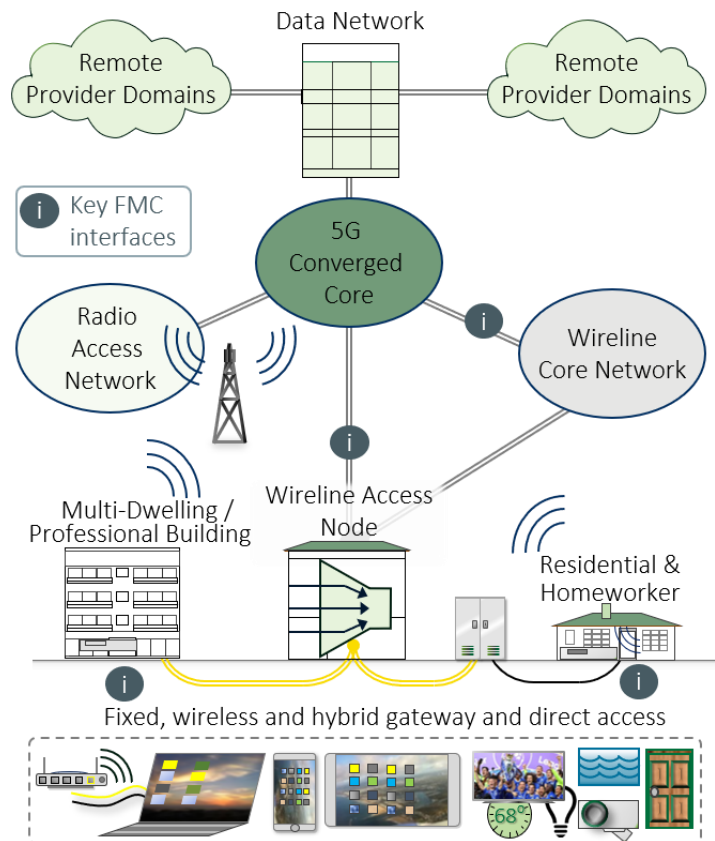 Data Network
Remote
Provider Domains
Remote
Provider Domains
i
Key FMC
interfaces
5G
Converged
Core
Radio
Access
Network
i
Wireline
Core Network
i
Multi-Dwelling /
Professional Building
Wireline Access
Node
Residential &
Homeworker
i
i
Fixed, wireless and hybrid gateway and direct access
68°